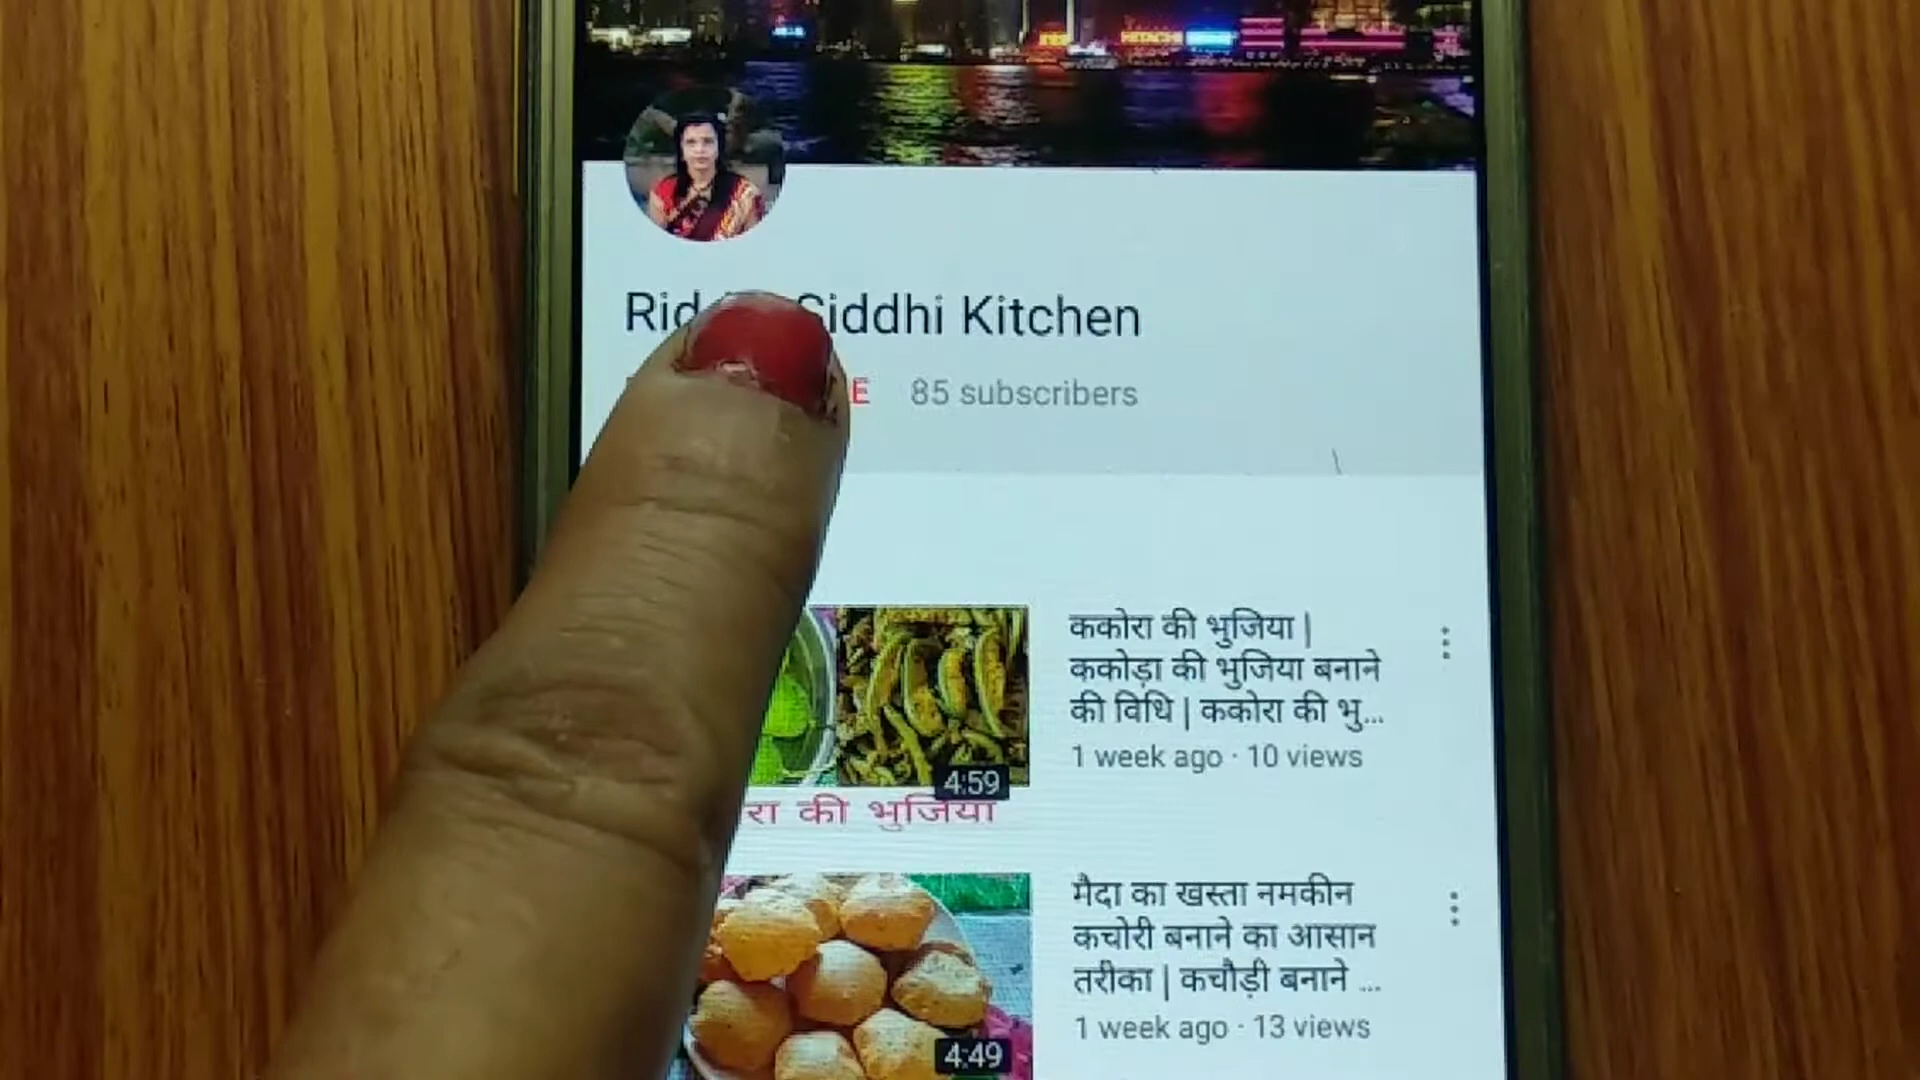 HITACHI
Siddhi Kitchen
85 subscribers
ककोरा की भुजिया |
ककोड़ा की भुजिया बनाने
की विधि | ककोरा की भु...
1 week ago · 10 views
4:59
की भुजिया
मैदा का खस्ता नमकीन
कचोरी बनाने का आसान
तरीका | कचौड़ी बनाने ...
1 week ago · 13 views
4:49